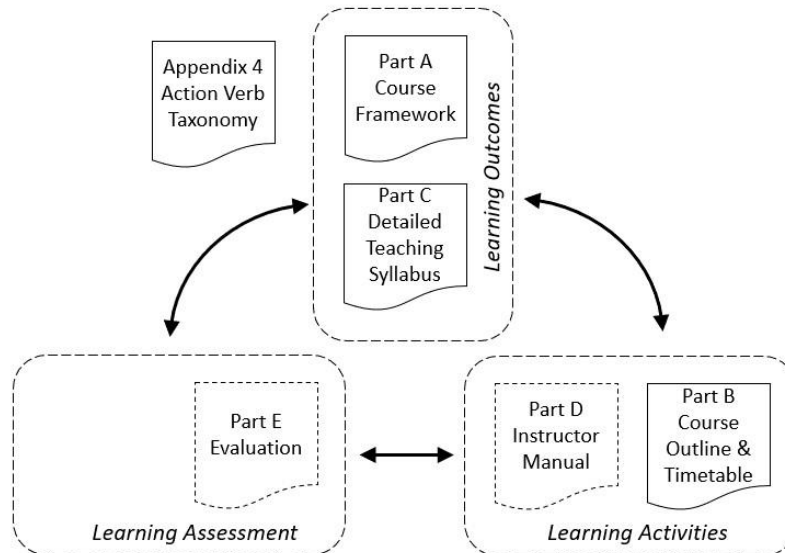 Appendix 4
Action Verb
Taxonomy
Part A
Course
Framework
Part C
Detailed
Teaching
Syllabus
Learning Outcomes
Part E
Evaluation
Learning Assessment
Part D
Instructor
Manual
Part B
Course
Outline &
Timetable
Learning Activities